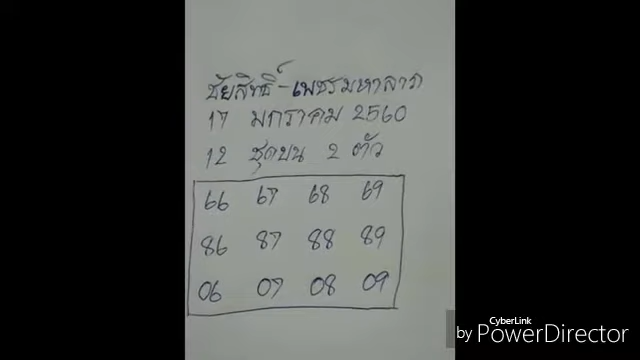 ชัยสิทธิ์-เพชรมหาลาภ
17 มกราคม 2560
12 ชุดบน 2 ตัว
66 67 68 69
86 87 88 89
06 07 08 09
CyberLink
by PowerDirector